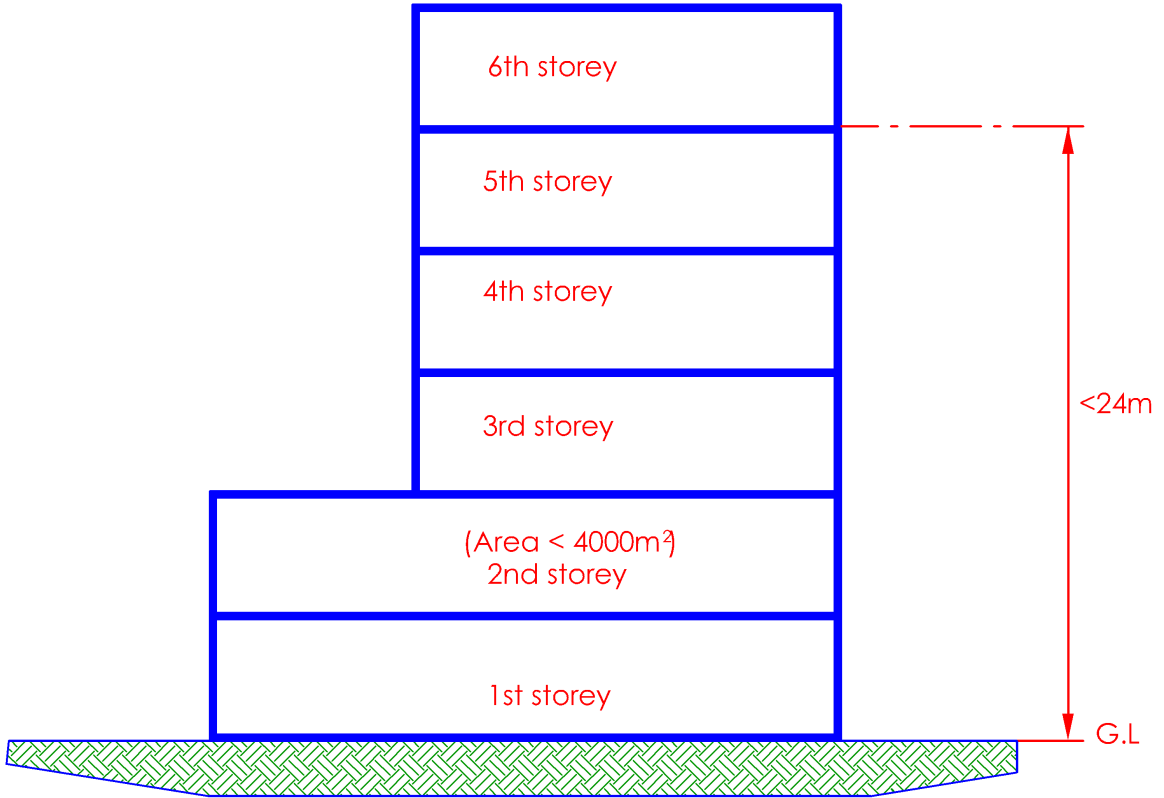 6th storey
5th storey
4th storey
<24m
3rd storey
(Area < 4000m²)
2nd storey
1st storey
G.L